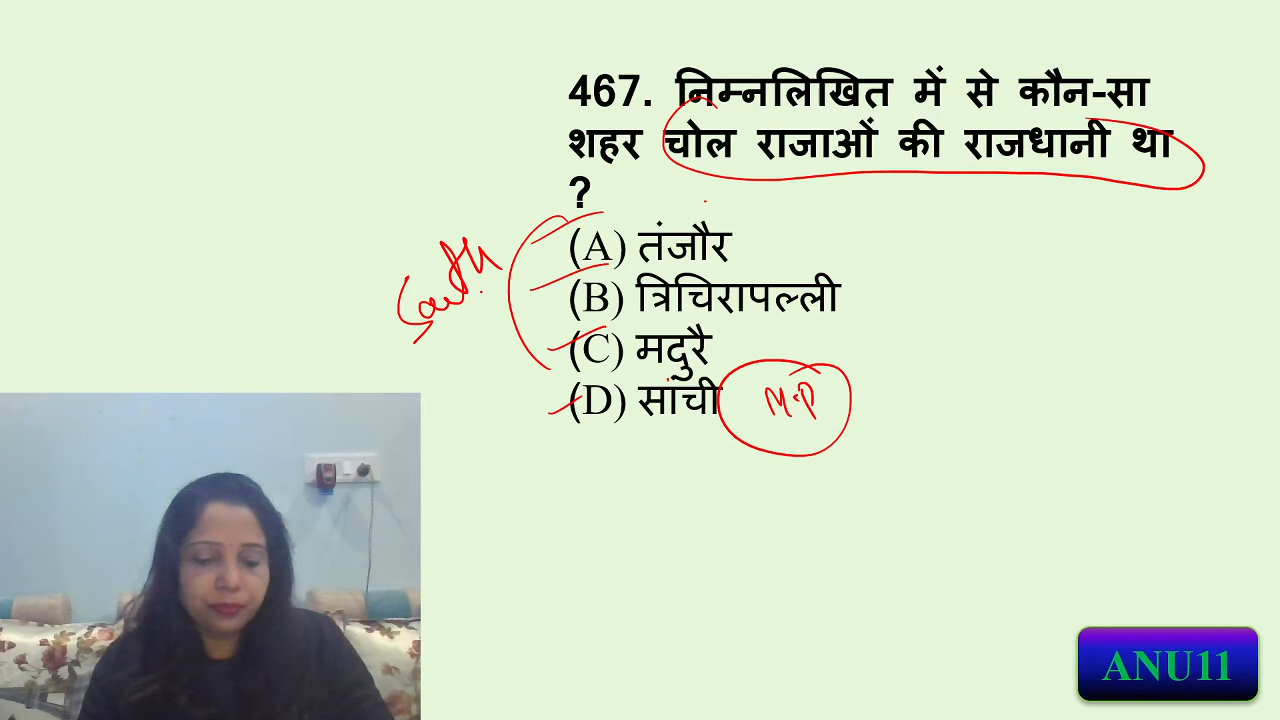 467. निम्नलिखित में से कौन-सा
शहर चोल राजाओं की राजधानी था
?
(A) तंजौर
(B) त्रिचिरापल्ली
(C) मदुरै
(D) सांची
M.P
South
ANU11